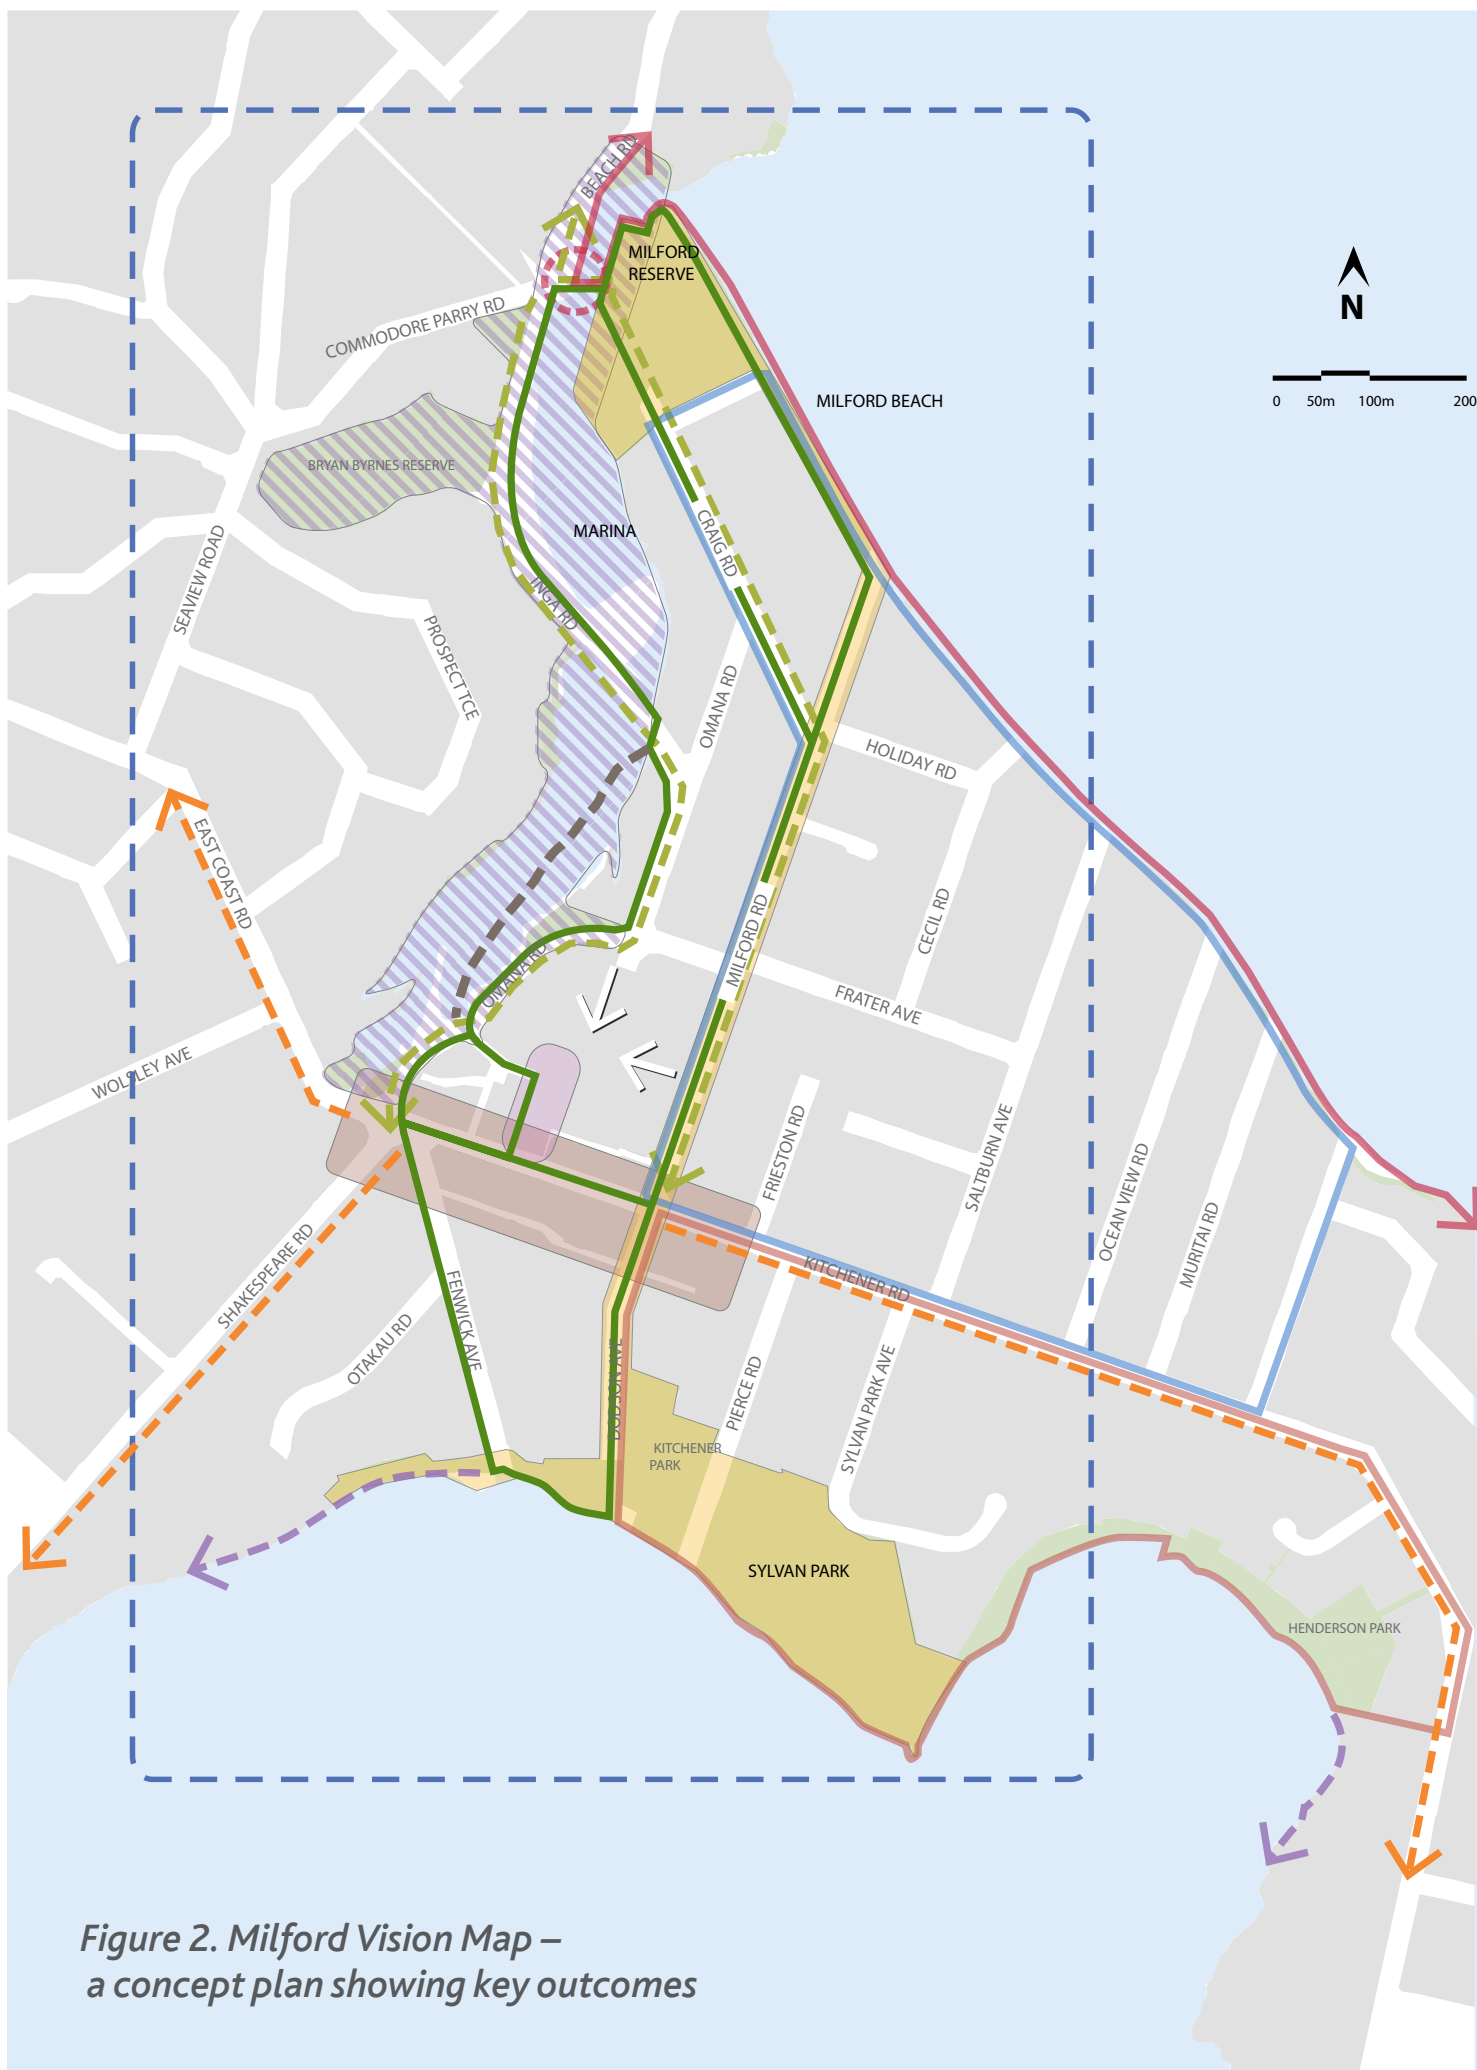 BEACH RD
MILFORD
RESERVE
N
0 50m 100m 200
COMMODORE PARRY RD
MILFORD BEACH
BRYAN BYRNES RESERVE
MARINA
CRAIG RD
SEAVIEW ROAD
INGA RD
PROSPECT TCE
OMANA RD
HOLIDAY RD
EAST COAST RD
CECIL RD
MILFORD RD
OMANA RD
FRATER AVE
WOLSLEY AVE
FRIESTON RD
SALTBURN AVE
OCEAN VIEW RD
MURITAI RD
SHAKESPEARE RD
KITCHENER RD
FENWICK AVE
OTAKAU RD
DODSON AVE
PIERCE RD
SYLVAN PARK AVE
KITCHENER
PARK
SYLVAN PARK
HENDERSON PARK
Figure 2. Milford Vision Map –
a concept plan showing key outcomes